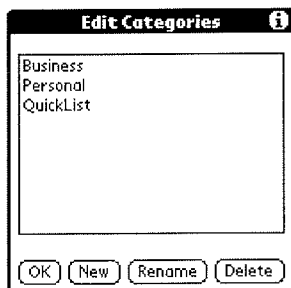 Edit Categories i
Business
Personal
QuickList
OK New Rename Delete